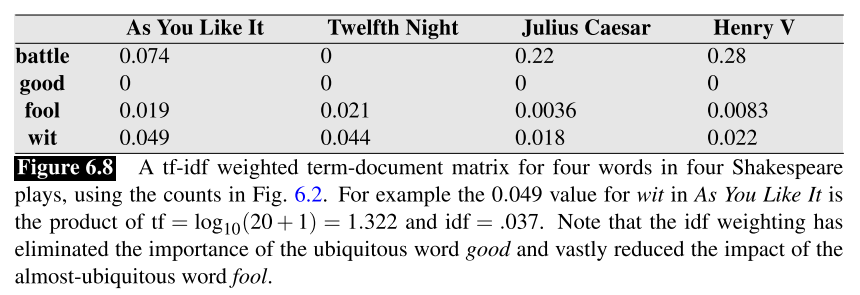 As You Like It Twelfth Night Julius Caesar Henry V
battle 0.074 0 0.22 0.28
good 0 0 0 0
fool 0.019 0.021 0.0036 0.0083
wit 0.049 0.044 0.018 0.022
Figure 6.8 A tf-idf weighted term-document matrix for four words in four Shakespeare
plays, using the counts in Fig. 6.2. For example the 0.049 value for wit in As You Like It is
the product of tf = log₁₀(20 + 1) = 1.322 and idf = .037. Note that the idf weighting has
eliminated the importance of the ubiquitous word good and vastly reduced the impact of the
almost-ubiquitous word fool.